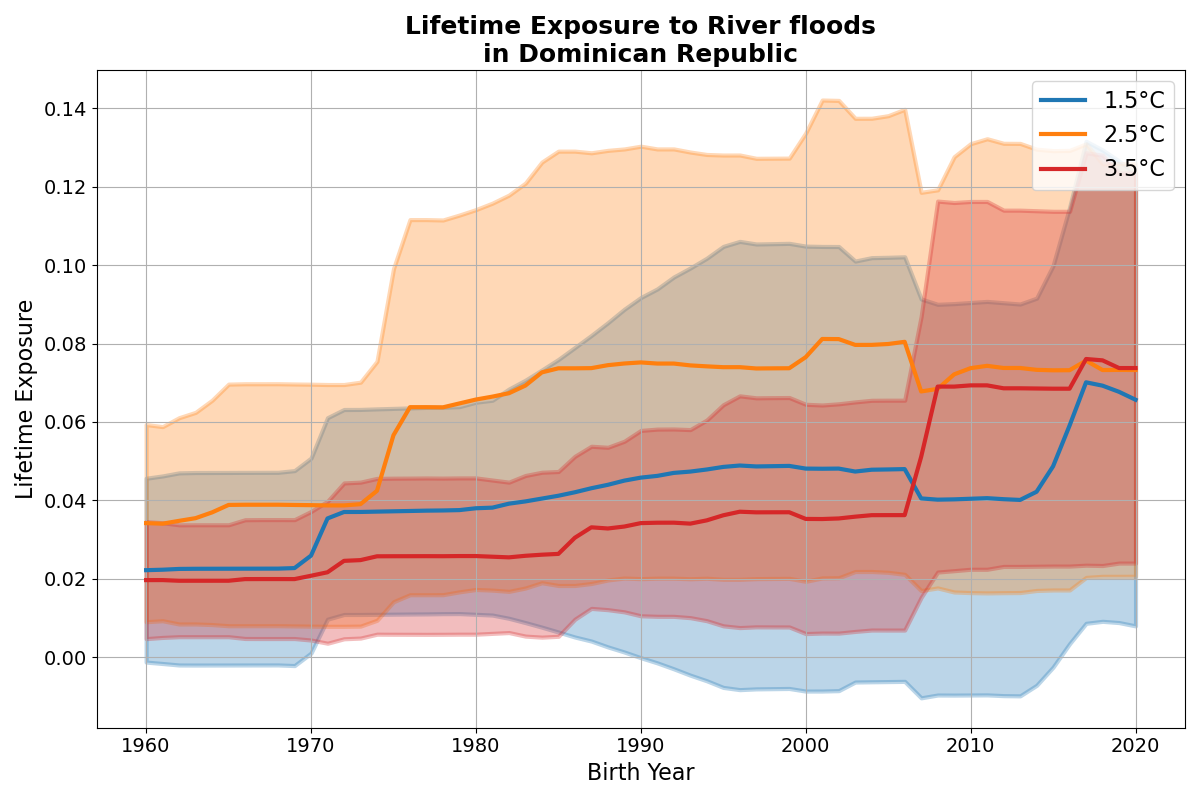 Lifetime Exposure to River floods
in Dominican Republic
1.5°C
2.5°C
3.5°C
Lifetime Exposure
0.14
0.12
0.10
0.08
0.06
0.04
0.02
0.00
1960
1970
1980
1990
2000
2010
2020
Birth Year